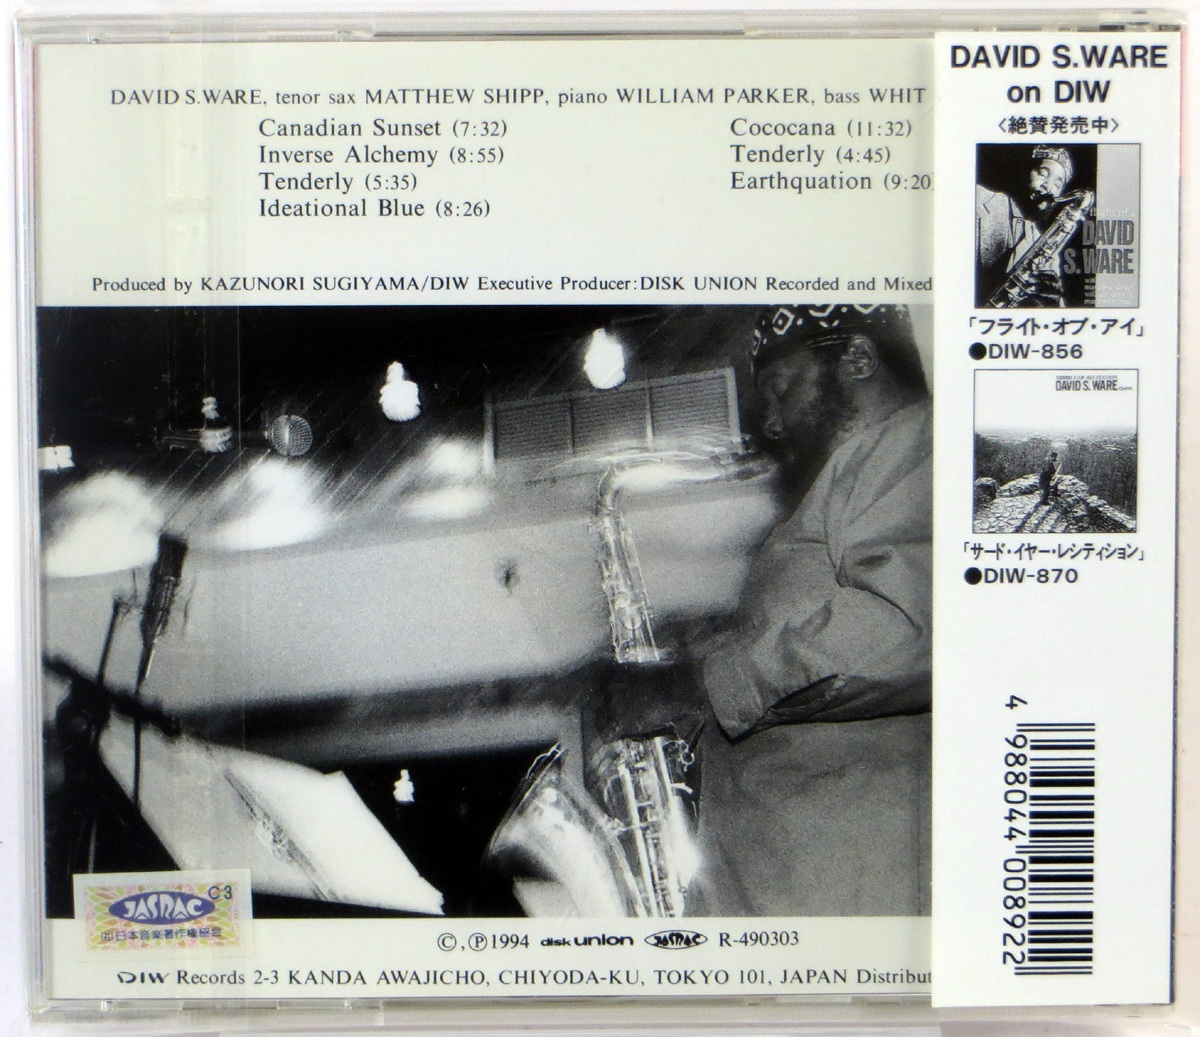 DAVID S.WARE, tenor sax MATTHEW SHIPP, piano WILLIAM PARKER, bass WHIT
Canadian Sunset (7:32)
Inverse Alchemy (8:55)
Tenderly (5:35)
Ideational Blue (8:26)
Cococana (11:32)
Tenderly (4:45)
Earthquation (9:20
Produced by KAZUNORI SUGIYAMA/DIW Executive Producer:DISK UNION Recorded and Mixed
JASRAC
C3
日本音楽著作権協会
©,℗1994 disk union JASRAC R-490303
DIW Records 2-3 KANDA AWAJICHO, CHIYODA-KU, TOKYO 101, JAPAN Distribut
DAVID S.WARE
on DIW
〈絶賛発売中〉
flight of i
DAVID
S.WARE
「フライト・オブ・アイ」
●DIW-856
THIRD EAR RECITATION
DAVID S. WARE
「サード・イヤー・レシティション」
●DIW-870
4 988044 008922